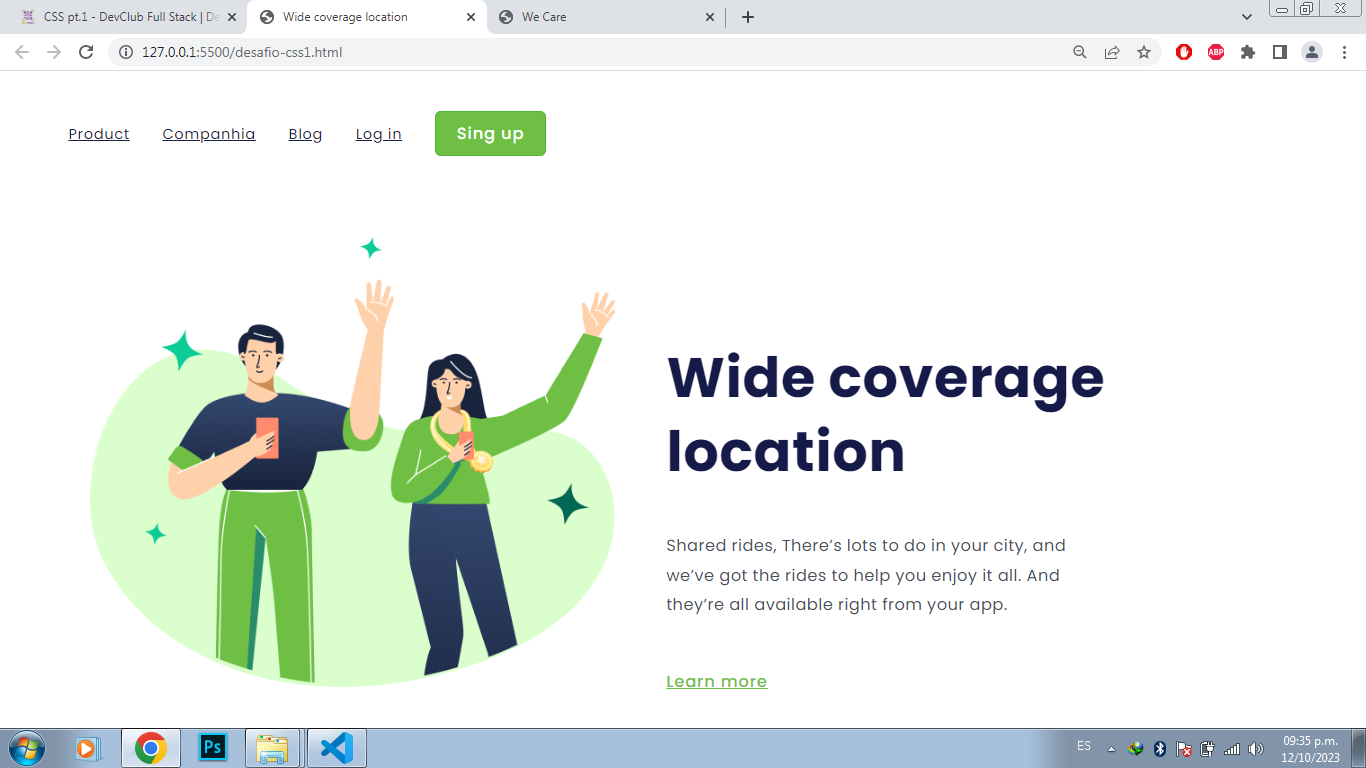 CSS pt.1 - DevClub Full Stack | De
Wide coverage location
We Care
127.0.0.1:5500/desafio-css1.html
ABP
Product Companhia Blog Log in Sing up
Wide coverage
location
Shared rides, There’s lots to do in your city, and
we’ve got the rides to help you enjoy it all. And
they’re all available right from your app.
Learn more
Ps
ES
09:35 p.m.
12/10/2023